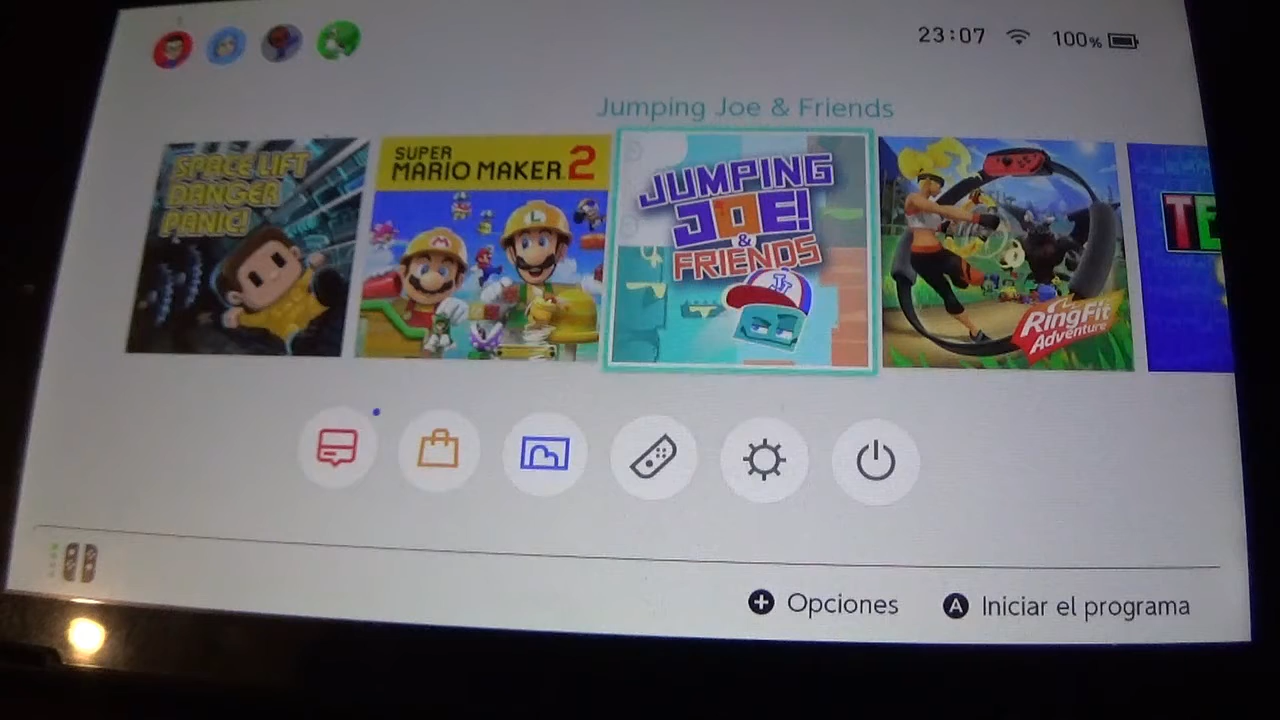 23:07 100%
Jumping Joe & Friends
SPACE LIFT
DANGER
PANIC!
SUPER
MARIO MAKER 2
JUMPING
JOE!
&
FRIENDS
JJ
L
M
RingFit
Adventure
TE
Opciones
A Iniciar el programa